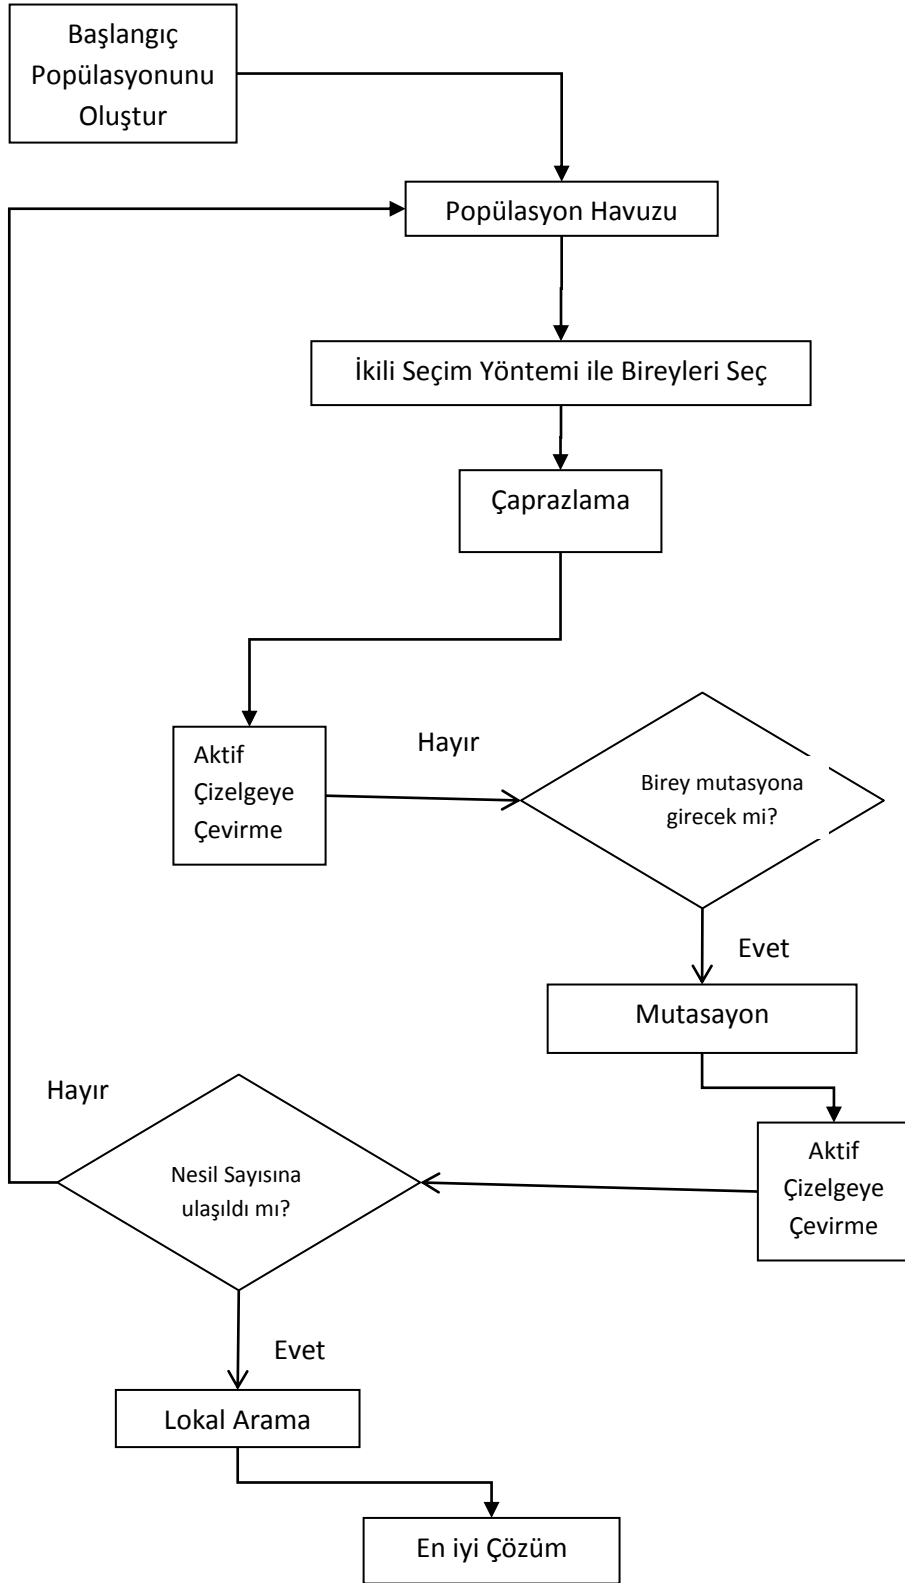 Başlangıç
Popülasyonunu
Oluştur
Popülasyon Havuzu
İkili Seçim Yöntemi ile Bireyleri Seç
Çaprazlama
Aktif
Çizelgeye
Çevirme
Hayır
Birey mutasyona
girecek mi?
Evet
Mutasayon
Aktif
Çizelgeye
Çevirme
Hayır
Nesil Sayısına
ulaşıldı mı?
Evet
Lokal Arama
En iyi Çözüm